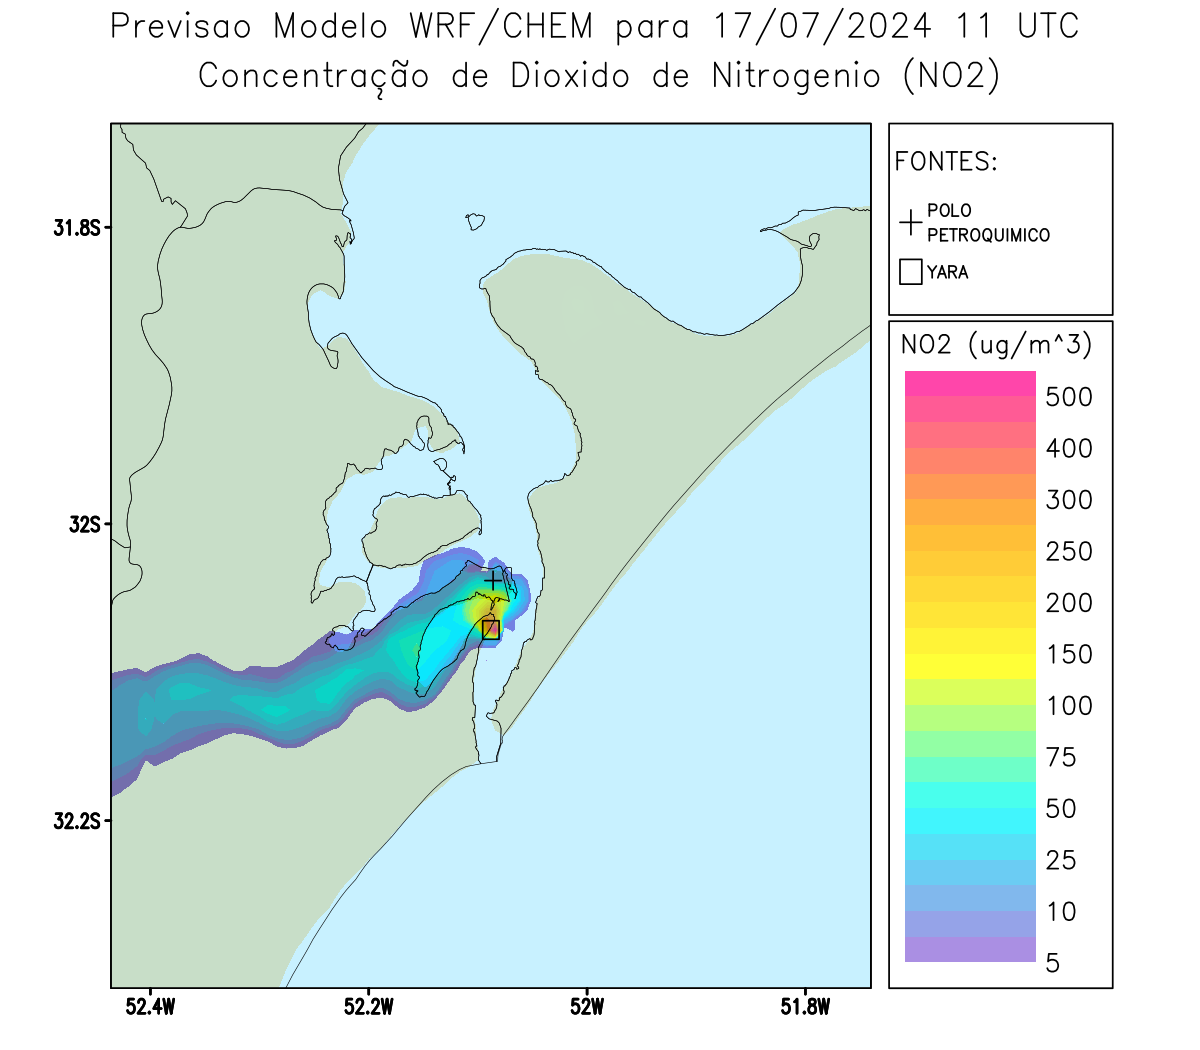 Previsao Modelo WRF/CHEM para 17/07/2024 11 UTC
Concentração de Dioxido de Nitrogenio (NO2)
FONTES:
POLO
PETROQUIMICO
YARA
NO2 (ug/m^3)
500
400
300
250
200
150
100
75
50
25
10
5
31.8S
32S
32.2S
52.4W
52.2W
52W
51.8W